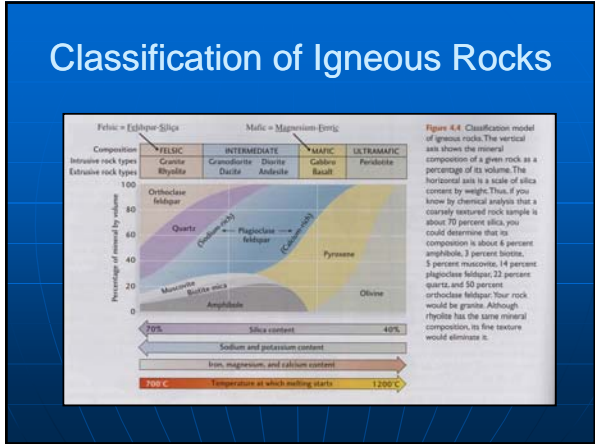 Classification of Igneous Rocks
Felsic = Feldspar-Silica
Mafic = Magnesium-Ferric
Composition FELSIC INTERMEDIATE MAFIC ULTRAMAFIC
Intrusive rock types Granite Granodiorite Diorite Gabbro Peridotite
Extrusive rock types Rhyolite Dacite Andesite Basalt
Percentage of mineral by volume
100
80
60
40
20
0
Orthoclase
feldspar
Quartz
(Sodium-rich)
Plagioclase
feldspar
(Calcium-rich)
Pyroxene
Muscovite
Biotite mica
Amphibole
Olivine
70% Silica content 40%
Sodium and potassium content
Iron, magnesium, and calcium content
700°C Temperature at which melting starts 1200°C
Figure 4.4 Classification model
of igneous rocks. The vertical
axis shows the mineral
composition of a given rock as a
percentage of its volume. The
horizontal axis is a scale of silica
content by weight. Thus, if you
know by chemical analysis that a
coarsely textured rock sample is
about 70 percent silica, you
could determine that its
composition is about 6 percent
amphibole, 3 percent biotite,
5 percent muscovite, 14 percent
plagioclase feldspar, 22 percent
quartz, and 50 percent
orthoclase feldspar. Your rock
would be granite. Although
rhyolite has the same mineral
composition, its fine texture
would eliminate it.